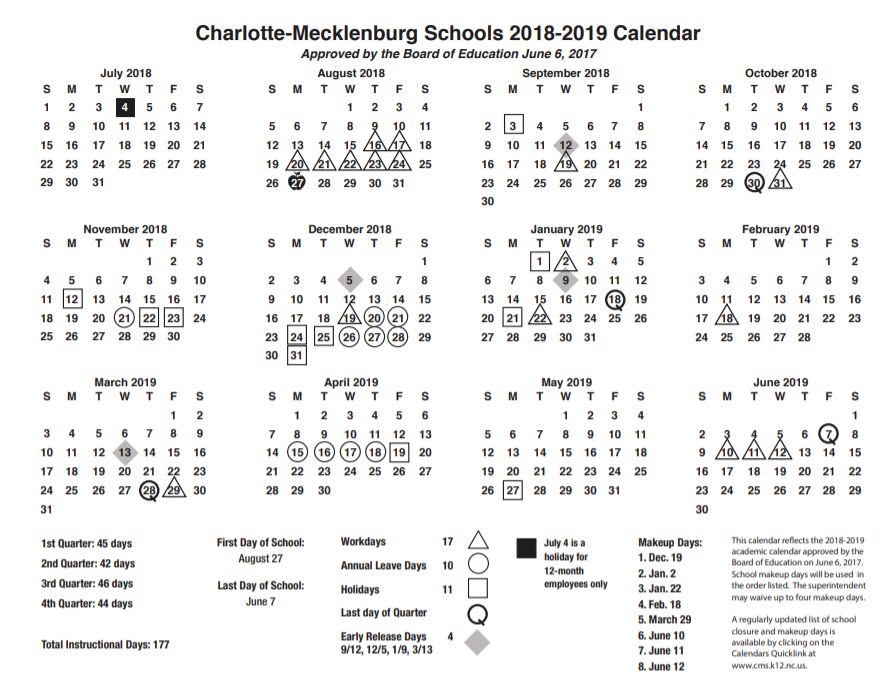 Charlotte-Mecklenburg Schools 2018-2019 Calendar
Approved by the Board of Education June 6, 2017
July 2018
S M T W T F S
1 2 3 4 5 6 7
8 9 10 11 12 13 14
15 16 17 18 19 20 21
22 23 24 25 26 27 28
29 30 31
August 2018
S M T W T F S
1 2 3 4
5 6 7 8 9 10 11
12 13 14 15 16 17 18
19 20 21 22 23 24 25
26 27 28 29 30 31
September 2018
S M T W T F S
1
2 3 4 5 6 7 8
9 10 11 12 13 14 15
16 17 18 19 20 21 22
23 24 25 26 27 28 29
30
October 2018
S M T W T F S
1 2 3 4 5 6
7 8 9 10 11 12 13
14 15 16 17 18 19 20
21 22 23 24 25 26 27
28 29 30 31
November 2018
S M T W T F S
1 2 3
4 5 6 7 8 9 10
11 12 13 14 15 16 17
18 19 20 21 22 23 24
25 26 27 28 29 30
December 2018
S M T W T F S
1
2 3 4 5 6 7 8
9 10 11 12 13 14 15
16 17 18 19 20 21 22
23 24 25 26 27 28 29
30 31
January 2019
S M T W T F S
1 2 3 4 5
6 7 8 9 10 11 12
13 14 15 16 17 18 19
20 21 22 23 24 25 26
27 28 29 30 31
February 2019
S M T W T F S
1 2
3 4 5 6 7 8 9
10 11 12 13 14 15 16
17 18 19 20 21 22 23
24 25 26 27 28
March 2019
S M T W T F S
1 2
3 4 5 6 7 8 9
10 11 12 13 14 15 16
17 18 19 20 21 22 23
24 25 26 27 28 29 30
31
April 2019
S M T W T F S
1 2 3 4 5 6
7 8 9 10 11 12 13
14 15 16 17 18 19 20
21 22 23 24 25 26 27
28 29 30
May 2019
S M T W T F S
1 2 3 4
5 6 7 8 9 10 11
12 13 14 15 16 17 18
19 20 21 22 23 24 25
26 27 28 29 30 31
June 2019
S M T W T F S
1
2 3 4 5 6 7 8
9 10 11 12 13 14 15
16 17 18 19 20 21 22
23 24 25 26 27 28 29
30
1st Quarter: 45 days
2nd Quarter: 42 days
3rd Quarter: 46 days
4th Quarter: 44 days
Total Instructional Days: 177
First Day of School:
August 27
Last Day of School:
June 7
Workdays 17
Annual Leave Days 10
Holidays 11
Last day of Quarter Q
Early Release Days 4
9/12, 12/5, 1/9, 3/13
July 4 is a
holiday for
12-month
employees only
Makeup Days:
1. Dec. 19
2. Jan. 2
3. Jan. 22
4. Feb. 18
5. March 29
6. June 10
7. June 11
8. June 12
This calendar reflects the 2018-2019
academic calendar approved by the
Board of Education on June 6, 2017.
School makeup days will be used in
the order listed. The superintendent
may waive up to four makeup days.
A regularly updated list of school
closure and makeup days is
available by clicking on the
Calendars Quicklink at
www.cms.k12.nc.us.